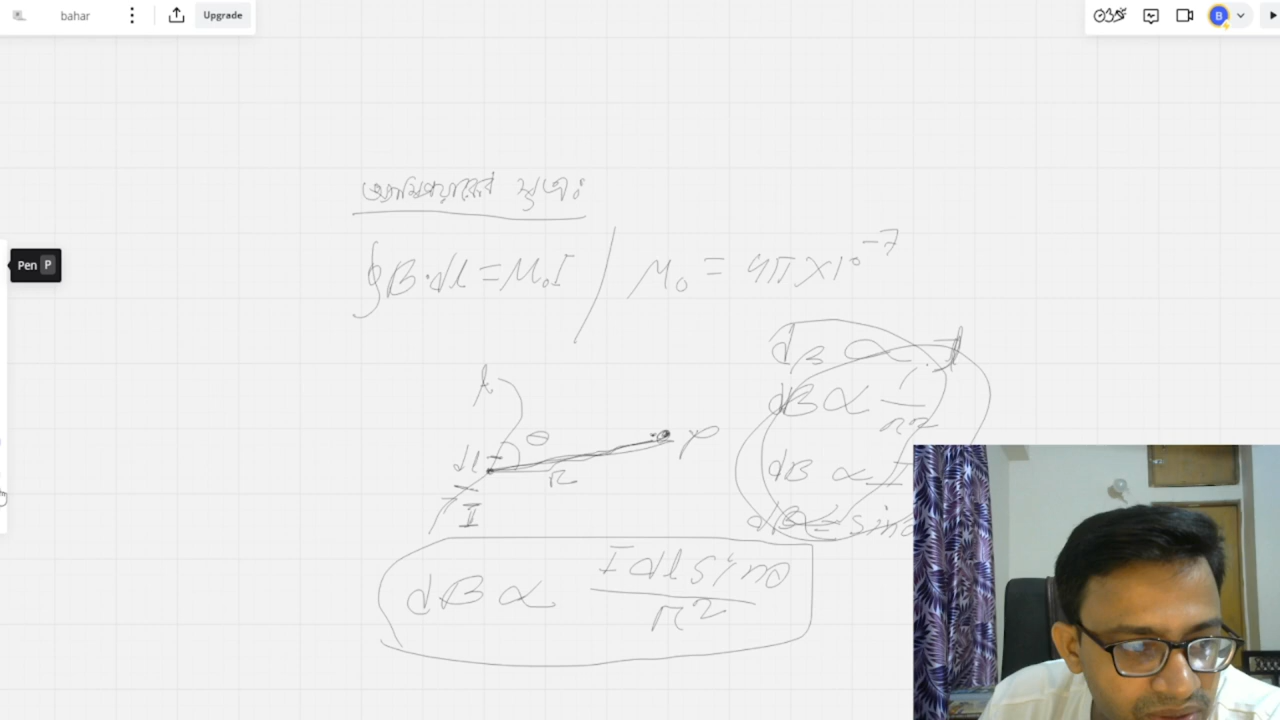 bahar
Upgrade
B
Pen P
অ্যাম্পিয়ারের সূত্রঃ
∮B·dl = μ₀I / μ₀ = 4π×10⁻⁷
dB ∝
dB ∝ 1/r²
A
θ
P
dl
r
dB ∝ I
I
dB ∝ sinθ
dB ∝ I dl sinθ / r²